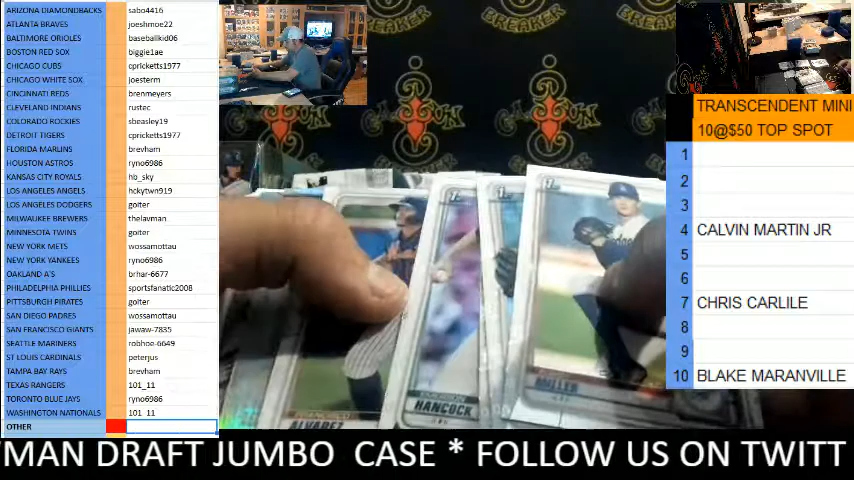 ARIZONA DIAMONDBACKS sabo4416
ATLANTA BRAVES joeshmoe22
BALTIMORE ORIOLES baseballkid06
BOSTON RED SOX biggie1ae
CHICAGO CUBS cpricketts1977
CHICAGO WHITE SOX joesterm
CINCINNATI REDS brenmeyers
CLEVELAND INDIANS rustec
COLORADO ROCKIES sbeasley19
DETROIT TIGERS cpricketts1977
FLORIDA MARLINS brevham
HOUSTON ASTROS ryno6986
KANSAS CITY ROYALS hb_sky
LOS ANGELES ANGELS hckytwn919
LOS ANGELES DODGERS goiter
MILWAUKEE BREWERS thelavman
MINNESOTA TWINS goiter
NEW YORK METS wossamottau
NEW YORK YANKEES ryno6986
OAKLAND A'S brhar-6677
PHILADELPHIA PHILLIES sportsfanatic2008
PITTSBURGH PIRATES goiter
SAN DIEGO PADRES wossamottau
SAN FRANCISCO GIANTS jawaw-7835
SEATTLE MARINERS robhoe-6649
ST LOUIS CARDINALS peterjus
TAMPA BAY RAYS brevham
TEXAS RANGERS 101_11
TORONTO BLUE JAYS ryno6986
WASHINGTON NATIONALS 101_11
OTHER
BREAKER
BREAKER
TRANSCENDENT MINI
10@$50 TOP SPOT
1
2
3
4 CALVIN MARTIN JR
5
6
7 CHRIS CARLILE
8
9
10 BLAKE MARANVILLE
1st
1st
1st
ALVAREZ
HANCOCK
MILLER
MAN DRAFT JUMBO CASE * FOLLOW US ON TWITT